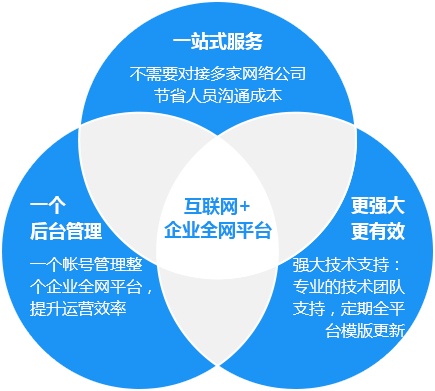 一站式服务
不需要对接多家网络公司
节省人员沟通成本
互联网+
企业全网平台
一个
后台管理
一个帐号管理整
个企业全网平台，
提升运营效率
更强大
更有效
强大技术支持：
专业的技术团队
支持，定期全平
台模版更新